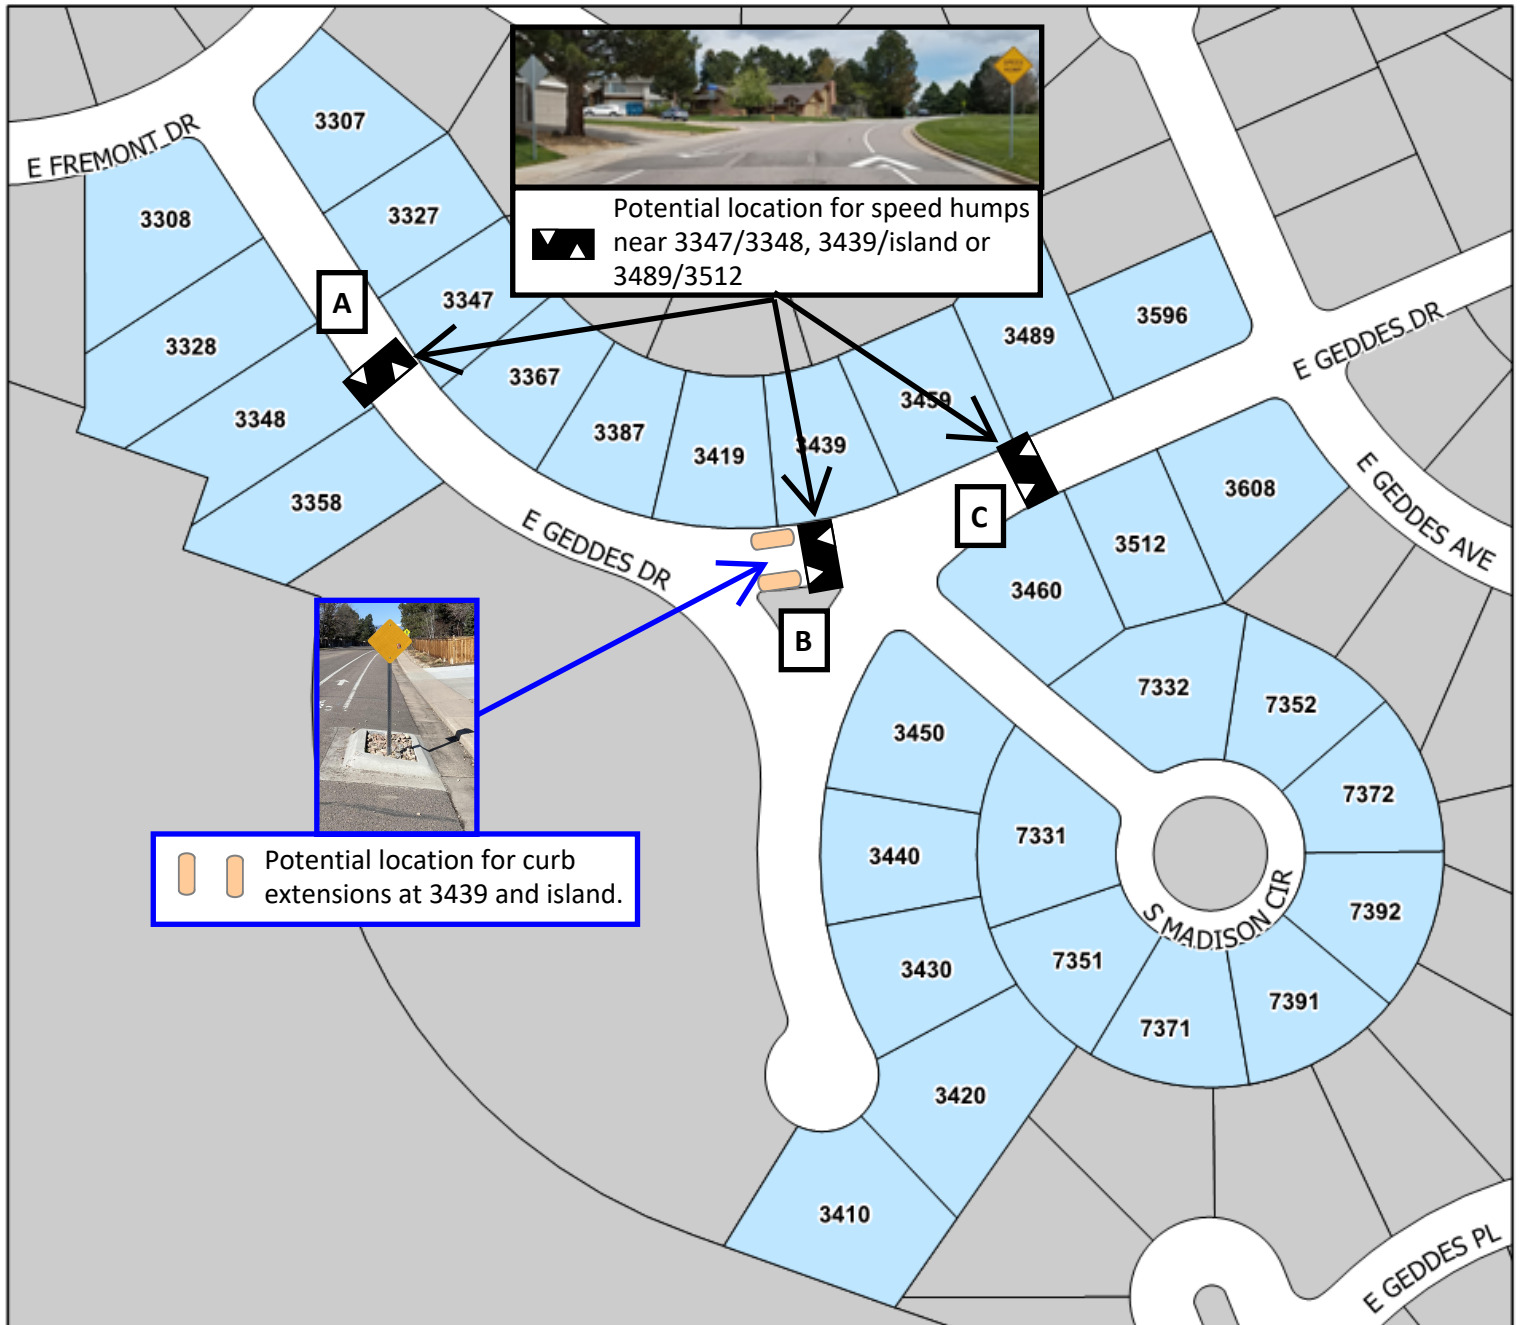 E FREMONT DR
3307
3308
3327
Potential location for speed humps
near 3347/3348, 3439/island or
3489/3512
A
3347
3328
3348
3358
3367
3387
3419
3439
3459
3489
3596
E GEDDES DR
E GEDDES DR
E GEDDES AVE
C
B
3460
3512
3608
3450
3440
3430
3420
3410
7332
7352
7372
7392
7391
7371
7351
7331
S MADISON CIR
Potential location for curb
extensions at 3439 and island.
E GEDDES PL